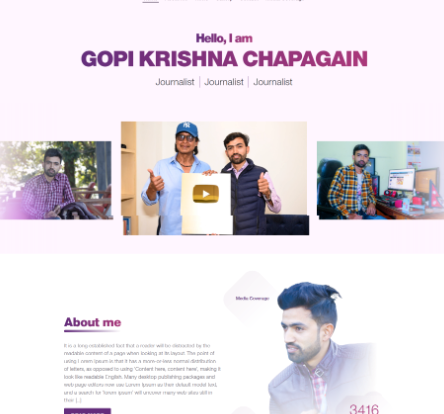 Hello, I am
GOPI KRISHNA CHAPAGAIN
Journalist | Journalist | Journalist
Media Coverage
About me
It is a long established fact that a reader will be distracted by the
readable content of a page when looking at its layout. The point of
using Lorem Ipsum is that it has a more-or-less normal distribution
of letters, as opposed to using 'Content here, content here', making it
look like readable English. Many desktop publishing packages and
web page editors now use Lorem Ipsum as their default model text,
and a search for 'lorem ipsum' will uncover many web sites still in
their [...]
3416